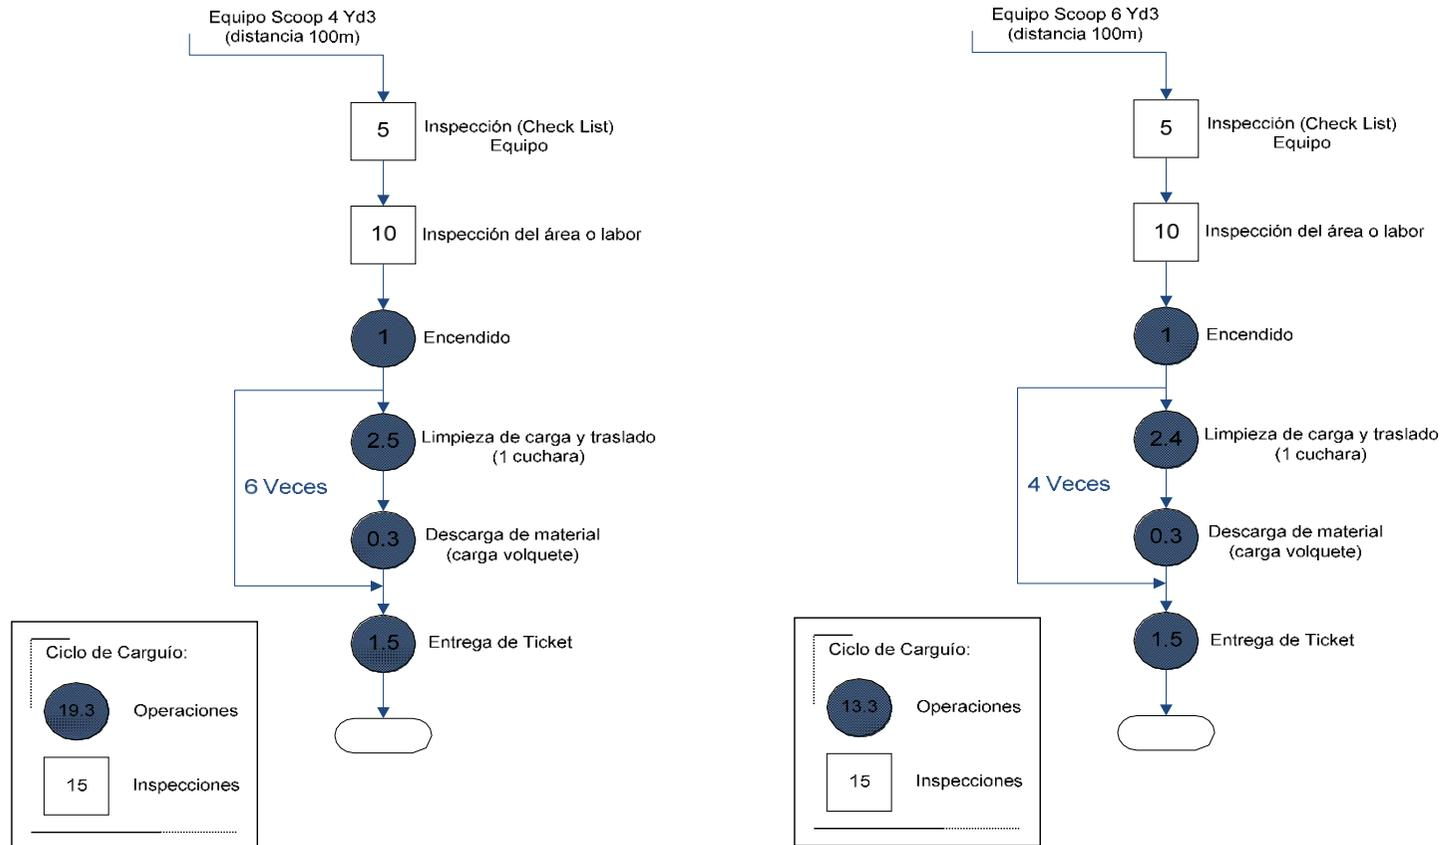 Equipo Scoop 4 Yd3
(distancia 100m)
5
Inspección (Check List)
Equipo
10
Inspección del área o labor
1
Encendido
2.5
Limpieza de carga y traslado
(1 cuchara)
6 Veces
0.3
Descarga de material
(carga volquete)
1.5
Entrega de Ticket
Ciclo de Carguío:
19.3
Operaciones
15
Inspecciones
Equipo Scoop 6 Yd3
(distancia 100m)
5
Inspección (Check List)
Equipo
10
Inspección del área o labor
1
Encendido
2.4
Limpieza de carga y traslado
(1 cuchara)
4 Veces
0.3
Descarga de material
(carga volquete)
1.5
Entrega de Ticket
Ciclo de Carguío:
13.3
Operaciones
15
Inspecciones